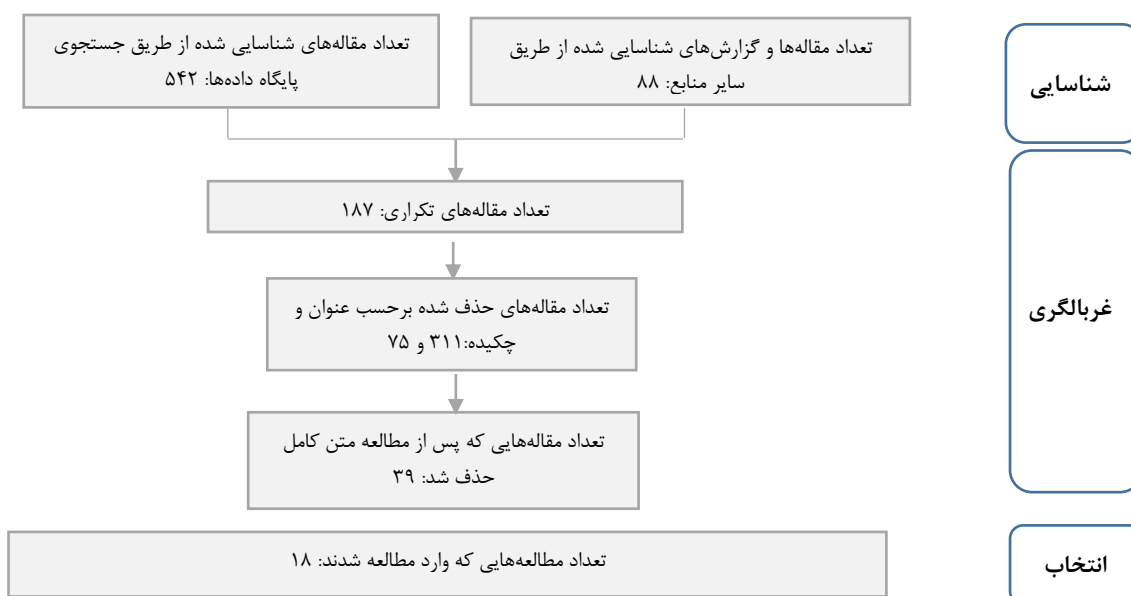 شناسایی
تعداد مقاله‌ها و گزارش‌های شناسایی شده از طریق
سایر منابع: ۸۸
تعداد مقاله‌های شناسایی شده از طریق جستجوی
پایگاه داده‌ها: ۵۴۲
غربالگری
تعداد مقاله‌های تکراری: ۱۸۷
تعداد مقاله‌های حذف شده برحسب عنوان و
چکیده:۳۱۱ و ۷۵
تعداد مقاله‌هایی که پس از مطالعه متن کامل
حذف شد: ۳۹
انتخاب
تعداد مطالعه‌هایی که وارد مطالعه شدند: ۱۸